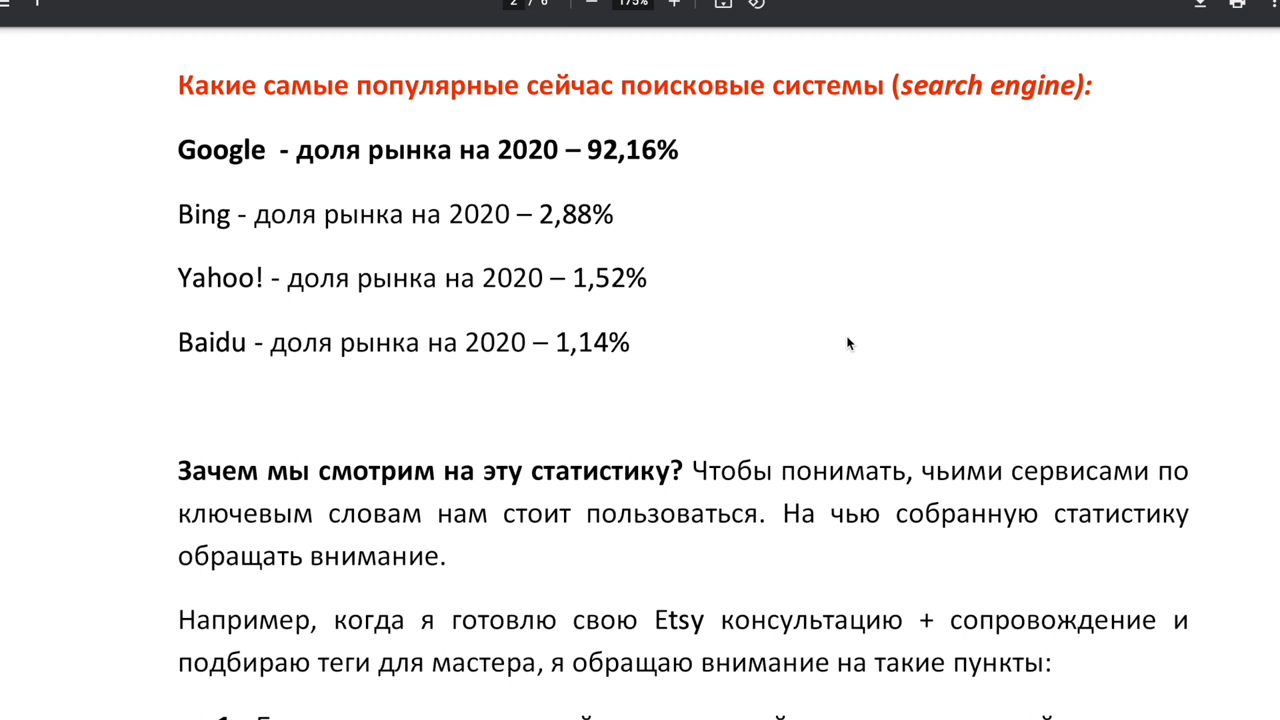 2 / 6 175%
Какие самые популярные сейчас поисковые системы (search engine):
Google - доля рынка на 2020 – 92,16%
Bing - доля рынка на 2020 – 2,88%
Yahoo! - доля рынка на 2020 – 1,52%
Baidu - доля рынка на 2020 – 1,14%
Зачем мы смотрим на эту статистику? Чтобы понимать, чьими сервисами по
ключевым словам нам стоит пользоваться. На чью собранную статистику
обращать внимание.
Например, когда я готовлю свою Etsy консультацию + сопровождение и
подбираю теги для мастера, я обращаю внимание на такие пункты: